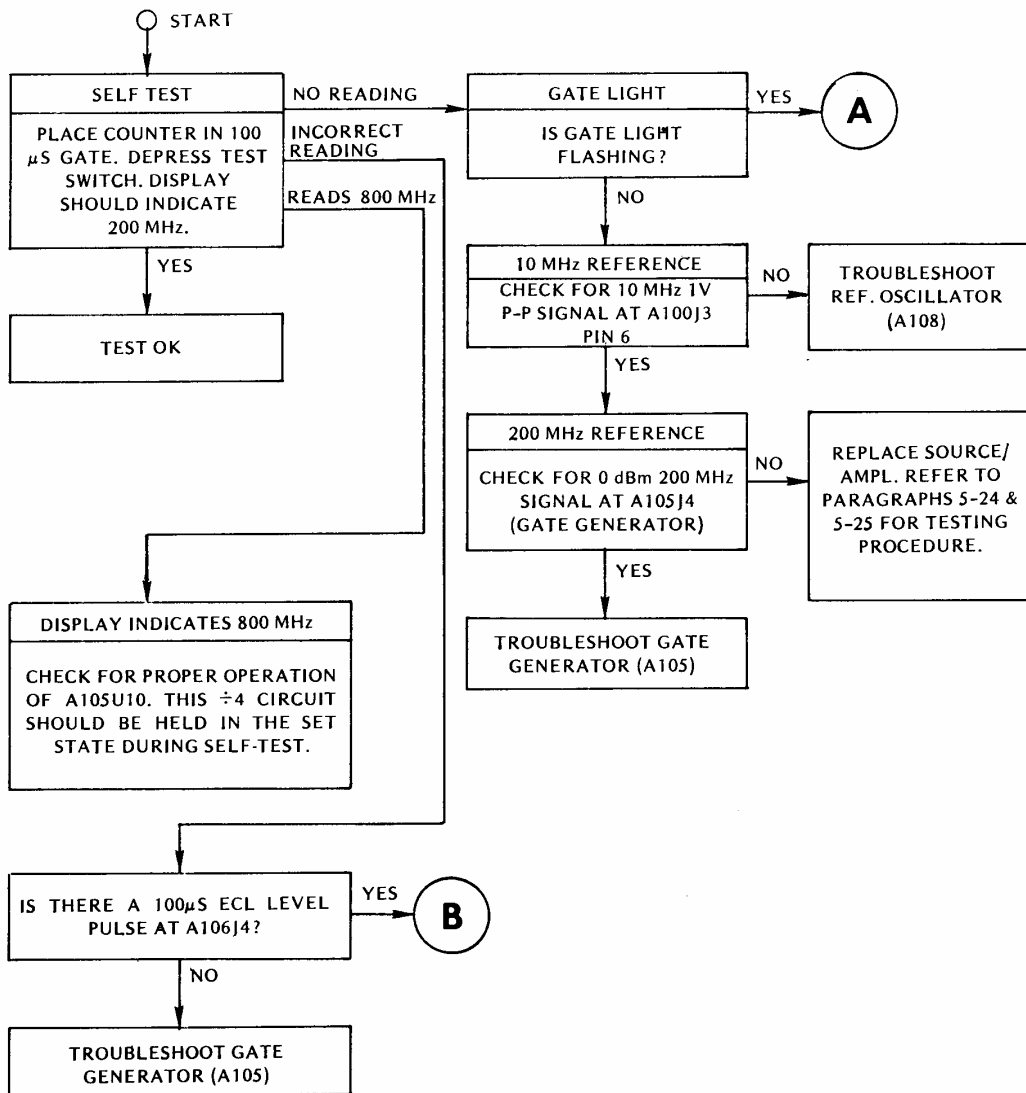 START
SELF TEST
PLACE COUNTER IN 100
µS GATE. DEPRESS TEST
SWITCH. DISPLAY
SHOULD INDICATE
200 MHz.
NO READING
INCORRECT
READING
READS 800 MHz
YES
TEST OK
GATE LIGHT
IS GATE LIGHT
FLASHING?
YES
A
NO
10 MHz REFERENCE
CHECK FOR 10 MHz 1V
P-P SIGNAL AT A100J3
PIN 6
NO
TROUBLESHOOT
REF. OSCILLATOR
(A108)
YES
200 MHz REFERENCE
CHECK FOR 0 dBm 200 MHz
SIGNAL AT A105J4
(GATE GENERATOR)
NO
REPLACE SOURCE/
AMPL. REFER TO
PARAGRAPHS 5-24 &
5-25 FOR TESTING
PROCEDURE.
YES
TROUBLESHOOT GATE
GENERATOR (A105)
DISPLAY INDICATES 800 MHz
CHECK FOR PROPER OPERATION
OF A105U10. THIS ÷4 CIRCUIT
SHOULD BE HELD IN THE SET
STATE DURING SELF-TEST.
IS THERE A 100µS ECL LEVEL
PULSE AT A106J4?
YES
B
NO
TROUBLESHOOT GATE
GENERATOR (A105)